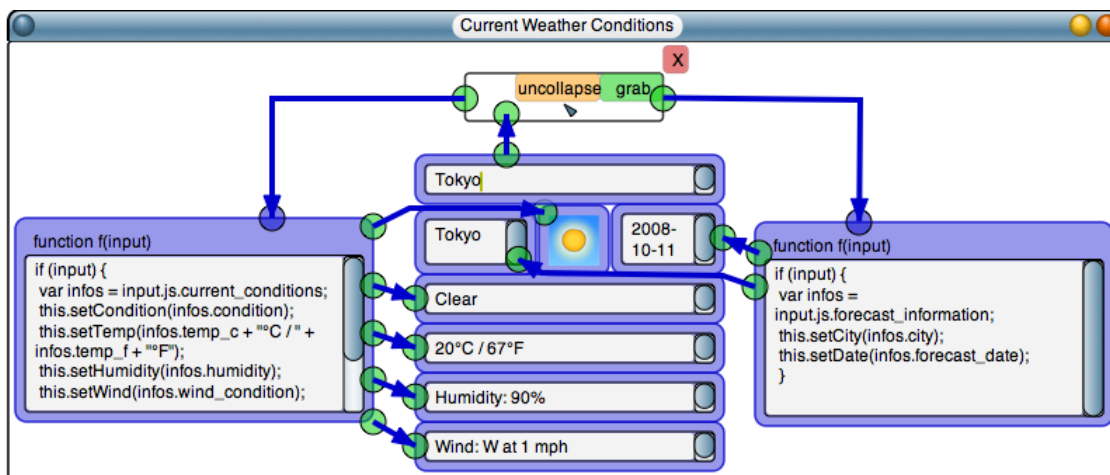 Current Weather Conditions
X
uncollapse grab
Tokyo
Tokyo
2008-
10-11
function f(input)
if (input) {
var infos = input.js.current_conditions;
this.setCondition(infos.condition);
this.setTemp(infos.temp_c + "°C / " +
infos.temp_f + "°F");
this.setHumidity(infos.humidity);
this.setWind(infos.wind_condition);
Clear
20°C / 67°F
Humidity: 90%
Wind: W at 1 mph
function f(input)
if (input) {
var infos =
input.js.forecast_information;
this.setCity(infos.city);
this.setDate(infos.forecast_date);
}